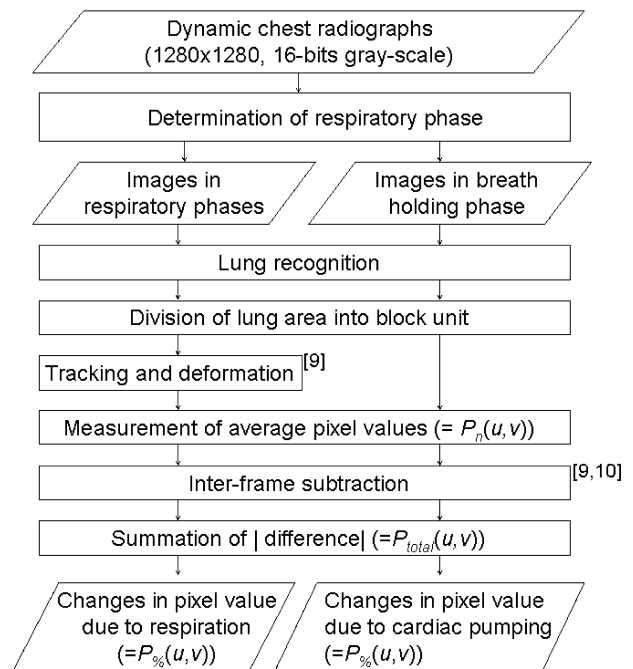 Dynamic chest radiographs
(1280x1280, 16-bits gray-scale)
Determination of respiratory phase
Images in
respiratory phases
Images in breath
holding phase
Lung recognition
Division of lung area into block unit
Tracking and deformation [9]
Measurement of average pixel values (= Pn(u,v))
Inter-frame subtraction [9,10]
Summation of | difference| (=Ptotal(u,v))
Changes in pixel value
due to respiration
(=P%(u,v))
Changes in pixel value
due to cardiac pumping
(=P%(u,v))